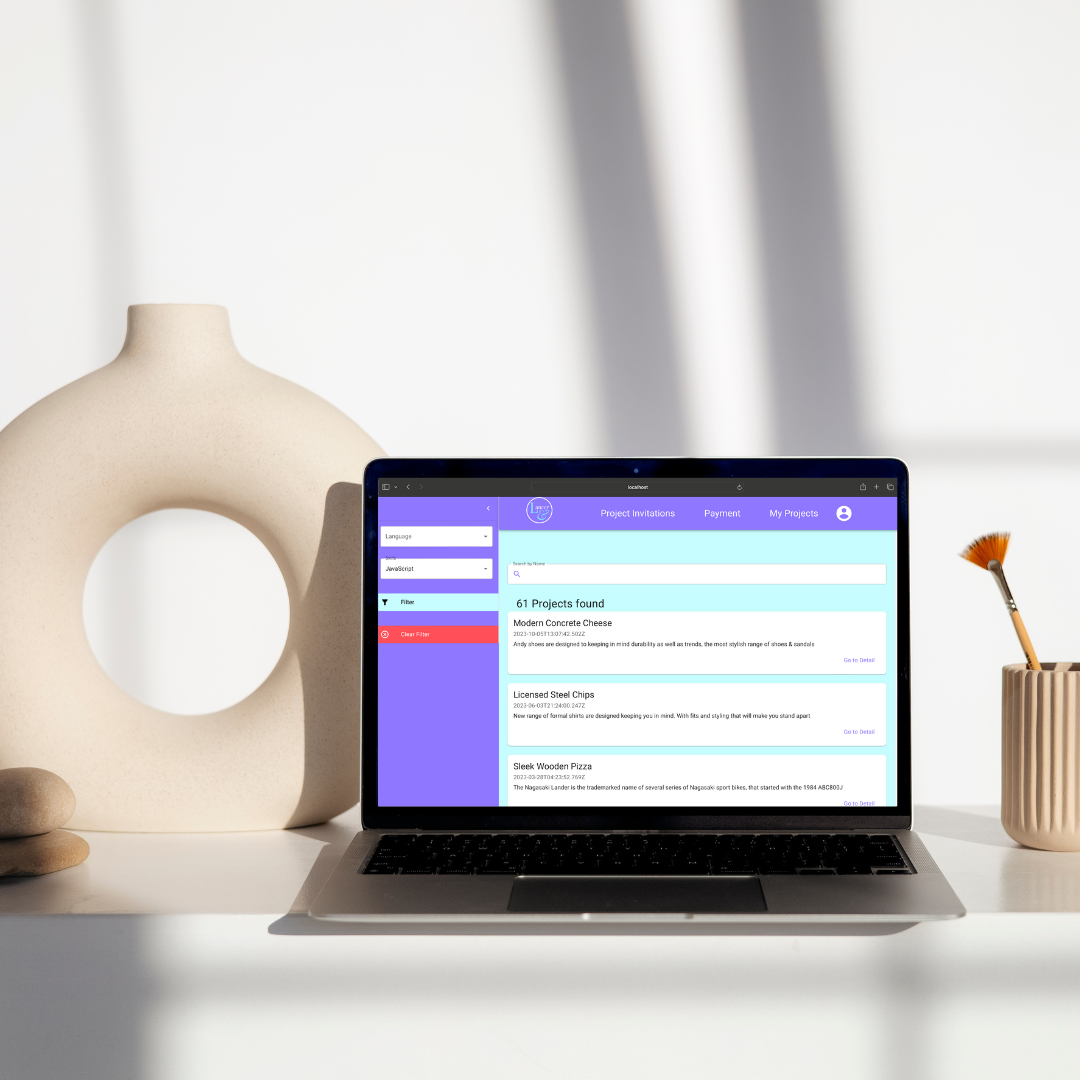 localhost
Lancer
Project Invitations
Payment
My Projects
Language
Skills
JavaScript
Filter
Clear Filter
Search by Name
61 Projects found
Modern Concrete Cheese
2023-10-05T13:07:42.502Z
Andy shoes are designed to keeping in mind durability as well as trends, the most stylish range of shoes & sandals
Go to Detail
Licensed Steel Chips
2023-06-03T21:24:00.247Z
New range of formal shirts are designed keeping you in mind. With fits and styling that will make you stand apart
Go to Detail
Sleek Wooden Pizza
2023-03-28T04:23:52.769Z
The Nagasaki Lander is the trademarked name of several series of Nagasaki sport bikes, that started with the 1984 ABC800J
Go to Detail